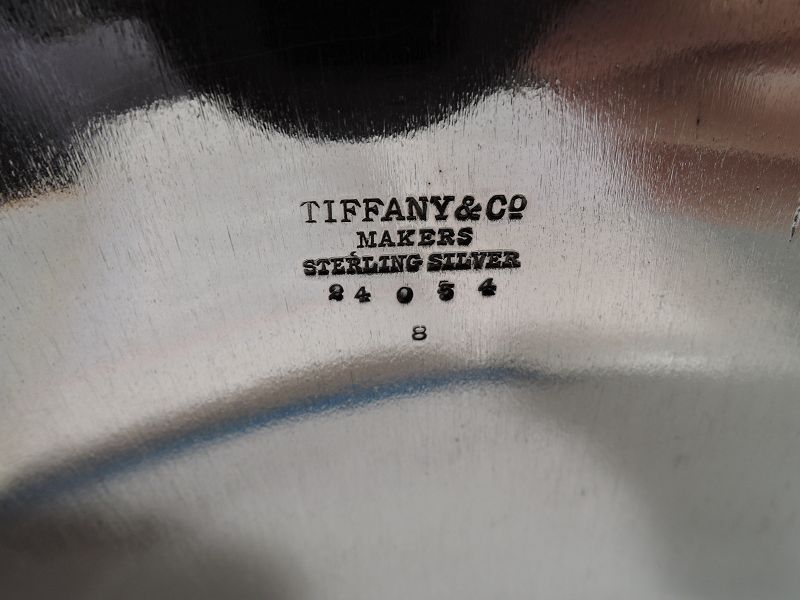 TIFFANY & Co
MAKERS
STERLING SILVER
24054
8